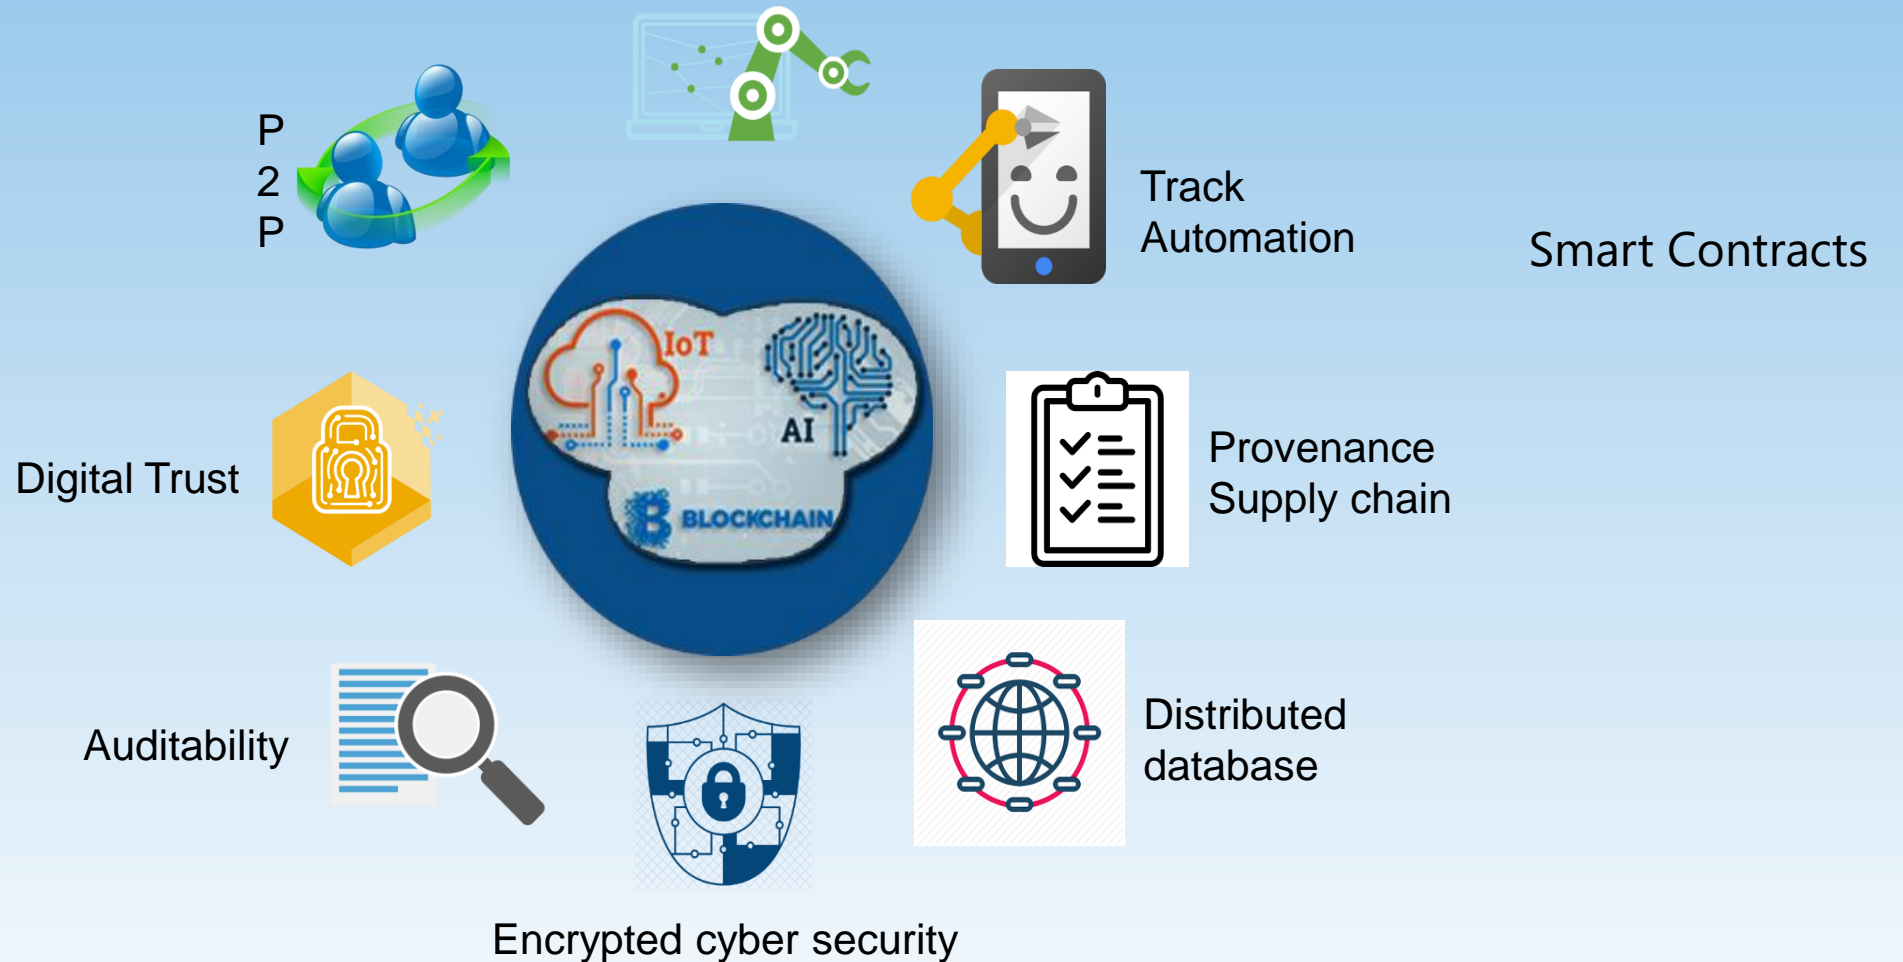 P
2
P
Track
Automation
Smart Contracts
IoT
AI
BLOCKCHAIN
Digital Trust
Provenance
Supply chain
Auditability
Distributed
database
Encrypted cyber security